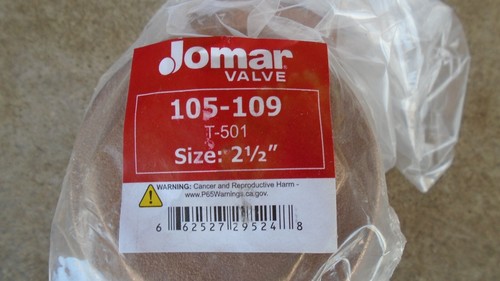 Jomar
VALVE
105-109
T-501
Size: 2½"
WARNING: Cancer and Reproductive Harm -
www.P65Warnings.ca.gov.
6 62527 29524 8